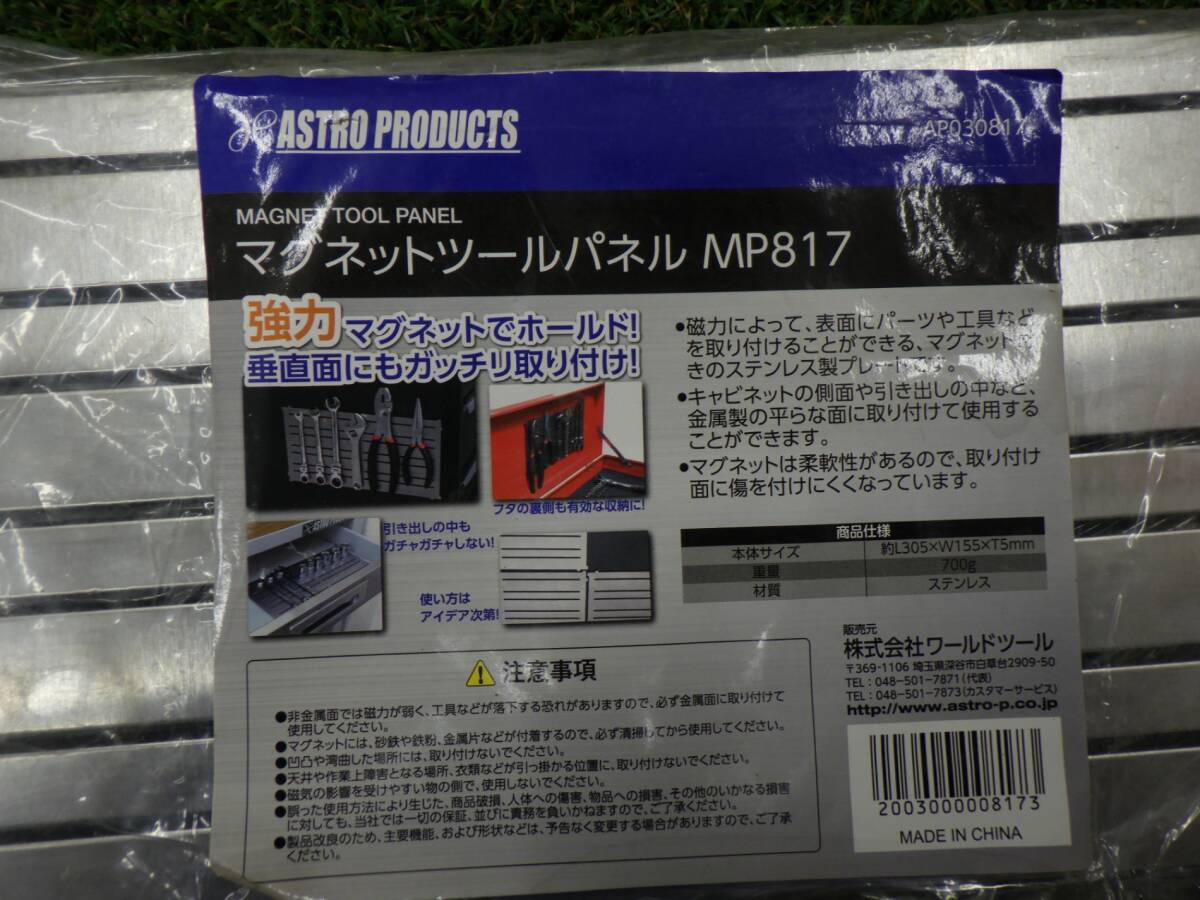 ASTRO PRODUCTS
AP030817
MAGNET TOOL PANEL
マグネットツールパネル MP817
強力 マグネットでホールド!
垂直面にもガッチリ取り付け!
●磁力によって、表面にパーツや工具など
を取り付けることができる、マグネットつ
きのステンレス製プレートです。
●キャビネットの側面や引き出しの中など、
金属製の平らな面に取り付けて使用する
ことができます。
●マグネットは柔軟性があるので、取り付け
面に傷を付けにくくなっています。
フタの裏側も有効な収納に!
引き出しの中も
ガチャガチャしない!
使い方は
アイデア次第!
商品仕様
本体サイズ 約L305×W155×T5mm
重量 700g
材質 ステンレス
販売元
株式会社ワールドツール
〒369-1106 埼玉県深谷市白草台2909-50
TEL：048-501-7871(代表)
TEL：048-501-7873(カスタマーサービス)
http://www.astro-p.co.jp
注意事項
●非金属面では磁力が弱く、工具などが落下する恐れがありますので、必ず金属面に取り付けて
使用してください。
●マグネットには、砂鉄や鉄粉、金属片などが付着するので、必ず清掃してから使用してください。
●凹凸や湾曲した場所には、取り付けないでください。
●天井や作業上障害となる場所、衣類などが引っ掛かる位置に、取り付けないでください。
●磁気の影響を受けやすい物の側で、使用しないでください。
●誤った使用方法により生じた、商品破損、人体への傷害、物品への損害、その他のいかなる損害
に対しても、当社では一切の保証、並びに責務を負いかねますので、ご了承ください。
●製品改良のため、主要機能、および形状などは、予告なく変更する場合がありますので、ご了承
ください。
2003000008173
MADE IN CHINA